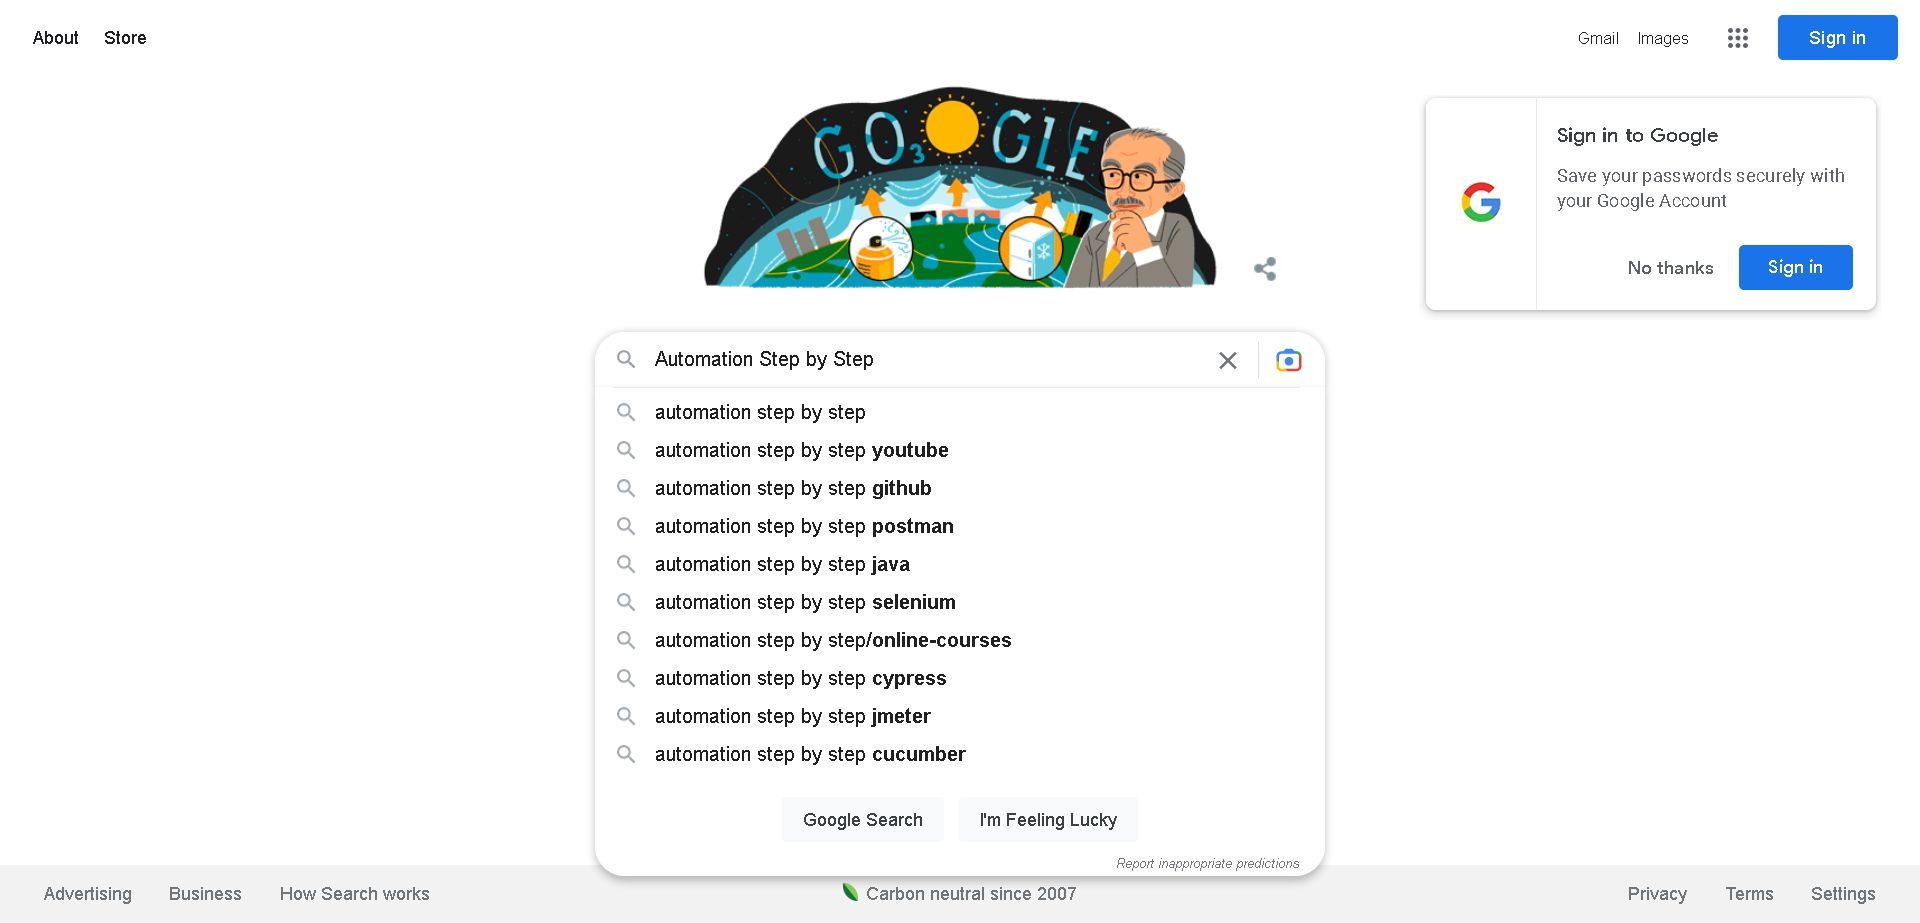 About Store
Gmail Images Sign in
GO3GLE
Sign in to Google
Save your passwords securely with
your Google Account
No thanks Sign in
Automation Step by Step
automation step by step
automation step by step youtube
automation step by step github
automation step by step postman
automation step by step java
automation step by step selenium
automation step by step/online-courses
automation step by step cypress
automation step by step jmeter
automation step by step cucumber
Google Search I'm Feeling Lucky
Report inappropriate predictions
Advertising Business How Search works
Carbon neutral since 2007
Privacy Terms Settings